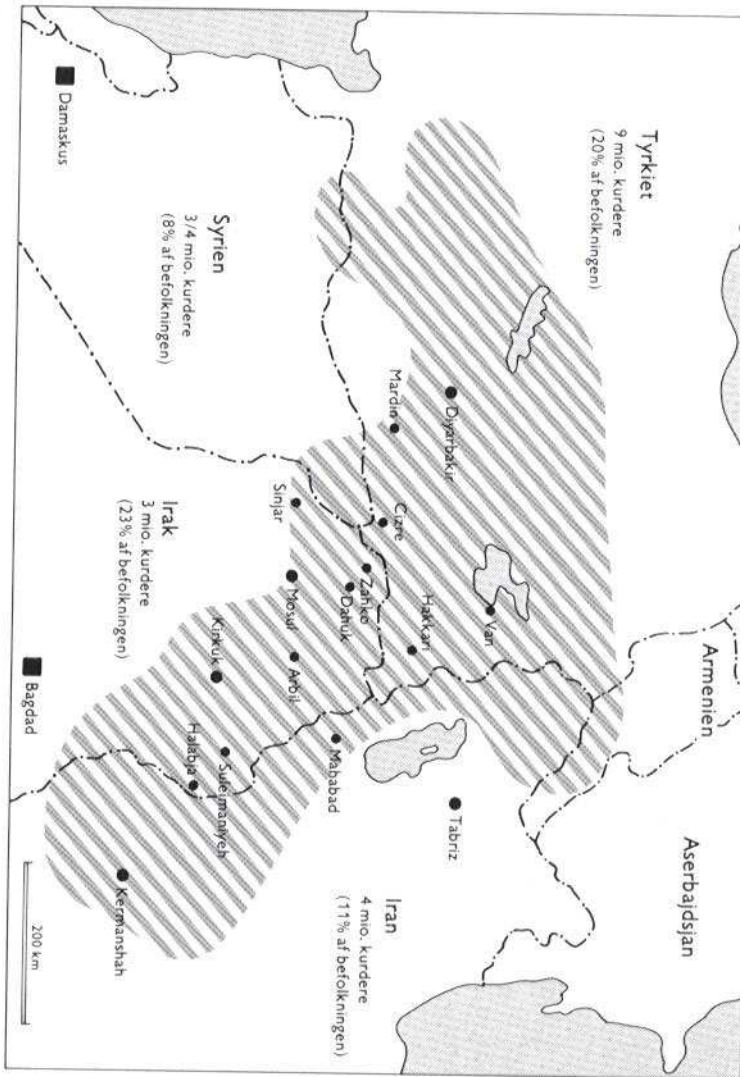 Tyrkiet
9 mio. kurdere
(20% af befolkningen)
Armenien
Aserbajdsjan
Syrien
3/4 mio. kurdere
(8% af befolkningen)
Irak
3 mio. kurdere
(23% af befolkningen)
Iran
4 mio. kurdere
(11% af befolkningen)
Diyarbakir
Mardin
Van
Cizre
Hakkari
Zahko
Dahuk
Sinjar
Mosul
Arbil
Mahabad
Tabriz
Kirkuk
Suleimaniyeh
Halabja
Kermanshah
Damaskus
Bagdad
200 km